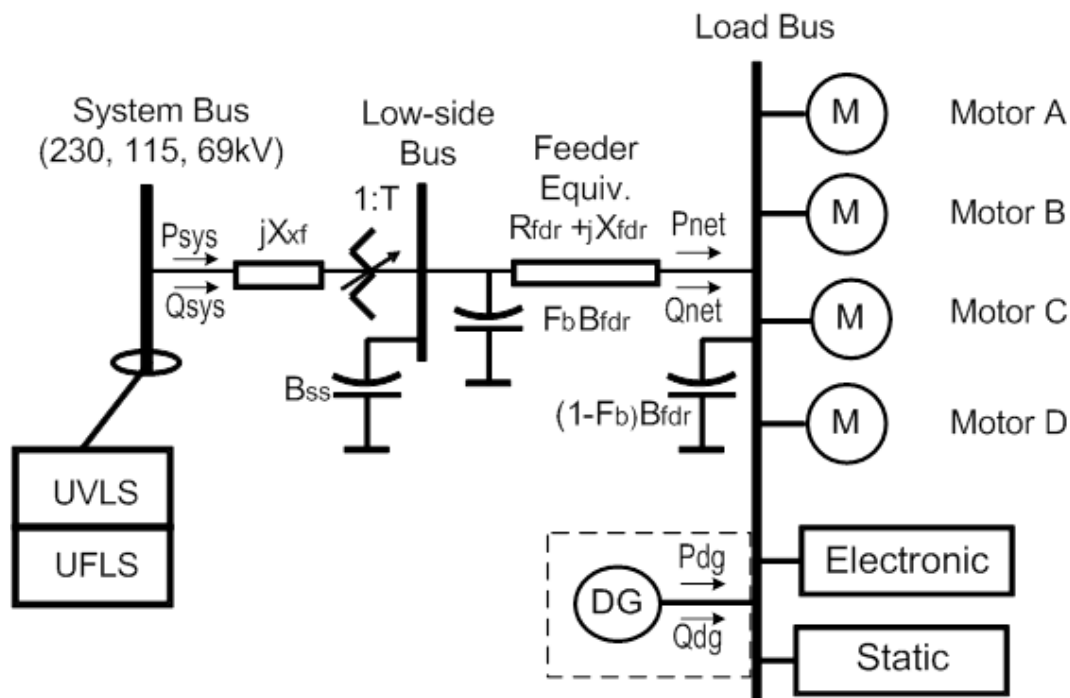 Load Bus
System Bus
(230, 115, 69kV)
Low-side
Bus
Feeder
Equiv.
Rfdr +jXfdr
1:T
Psys
jXxf
Qsys
Pnet
Qnet
FbBfdr
Bss
(1-Fb)Bfdr
M
Motor A
M
Motor B
M
Motor C
M
Motor D
UVLS
UFLS
Pdg
DG
Qdg
Electronic
Static